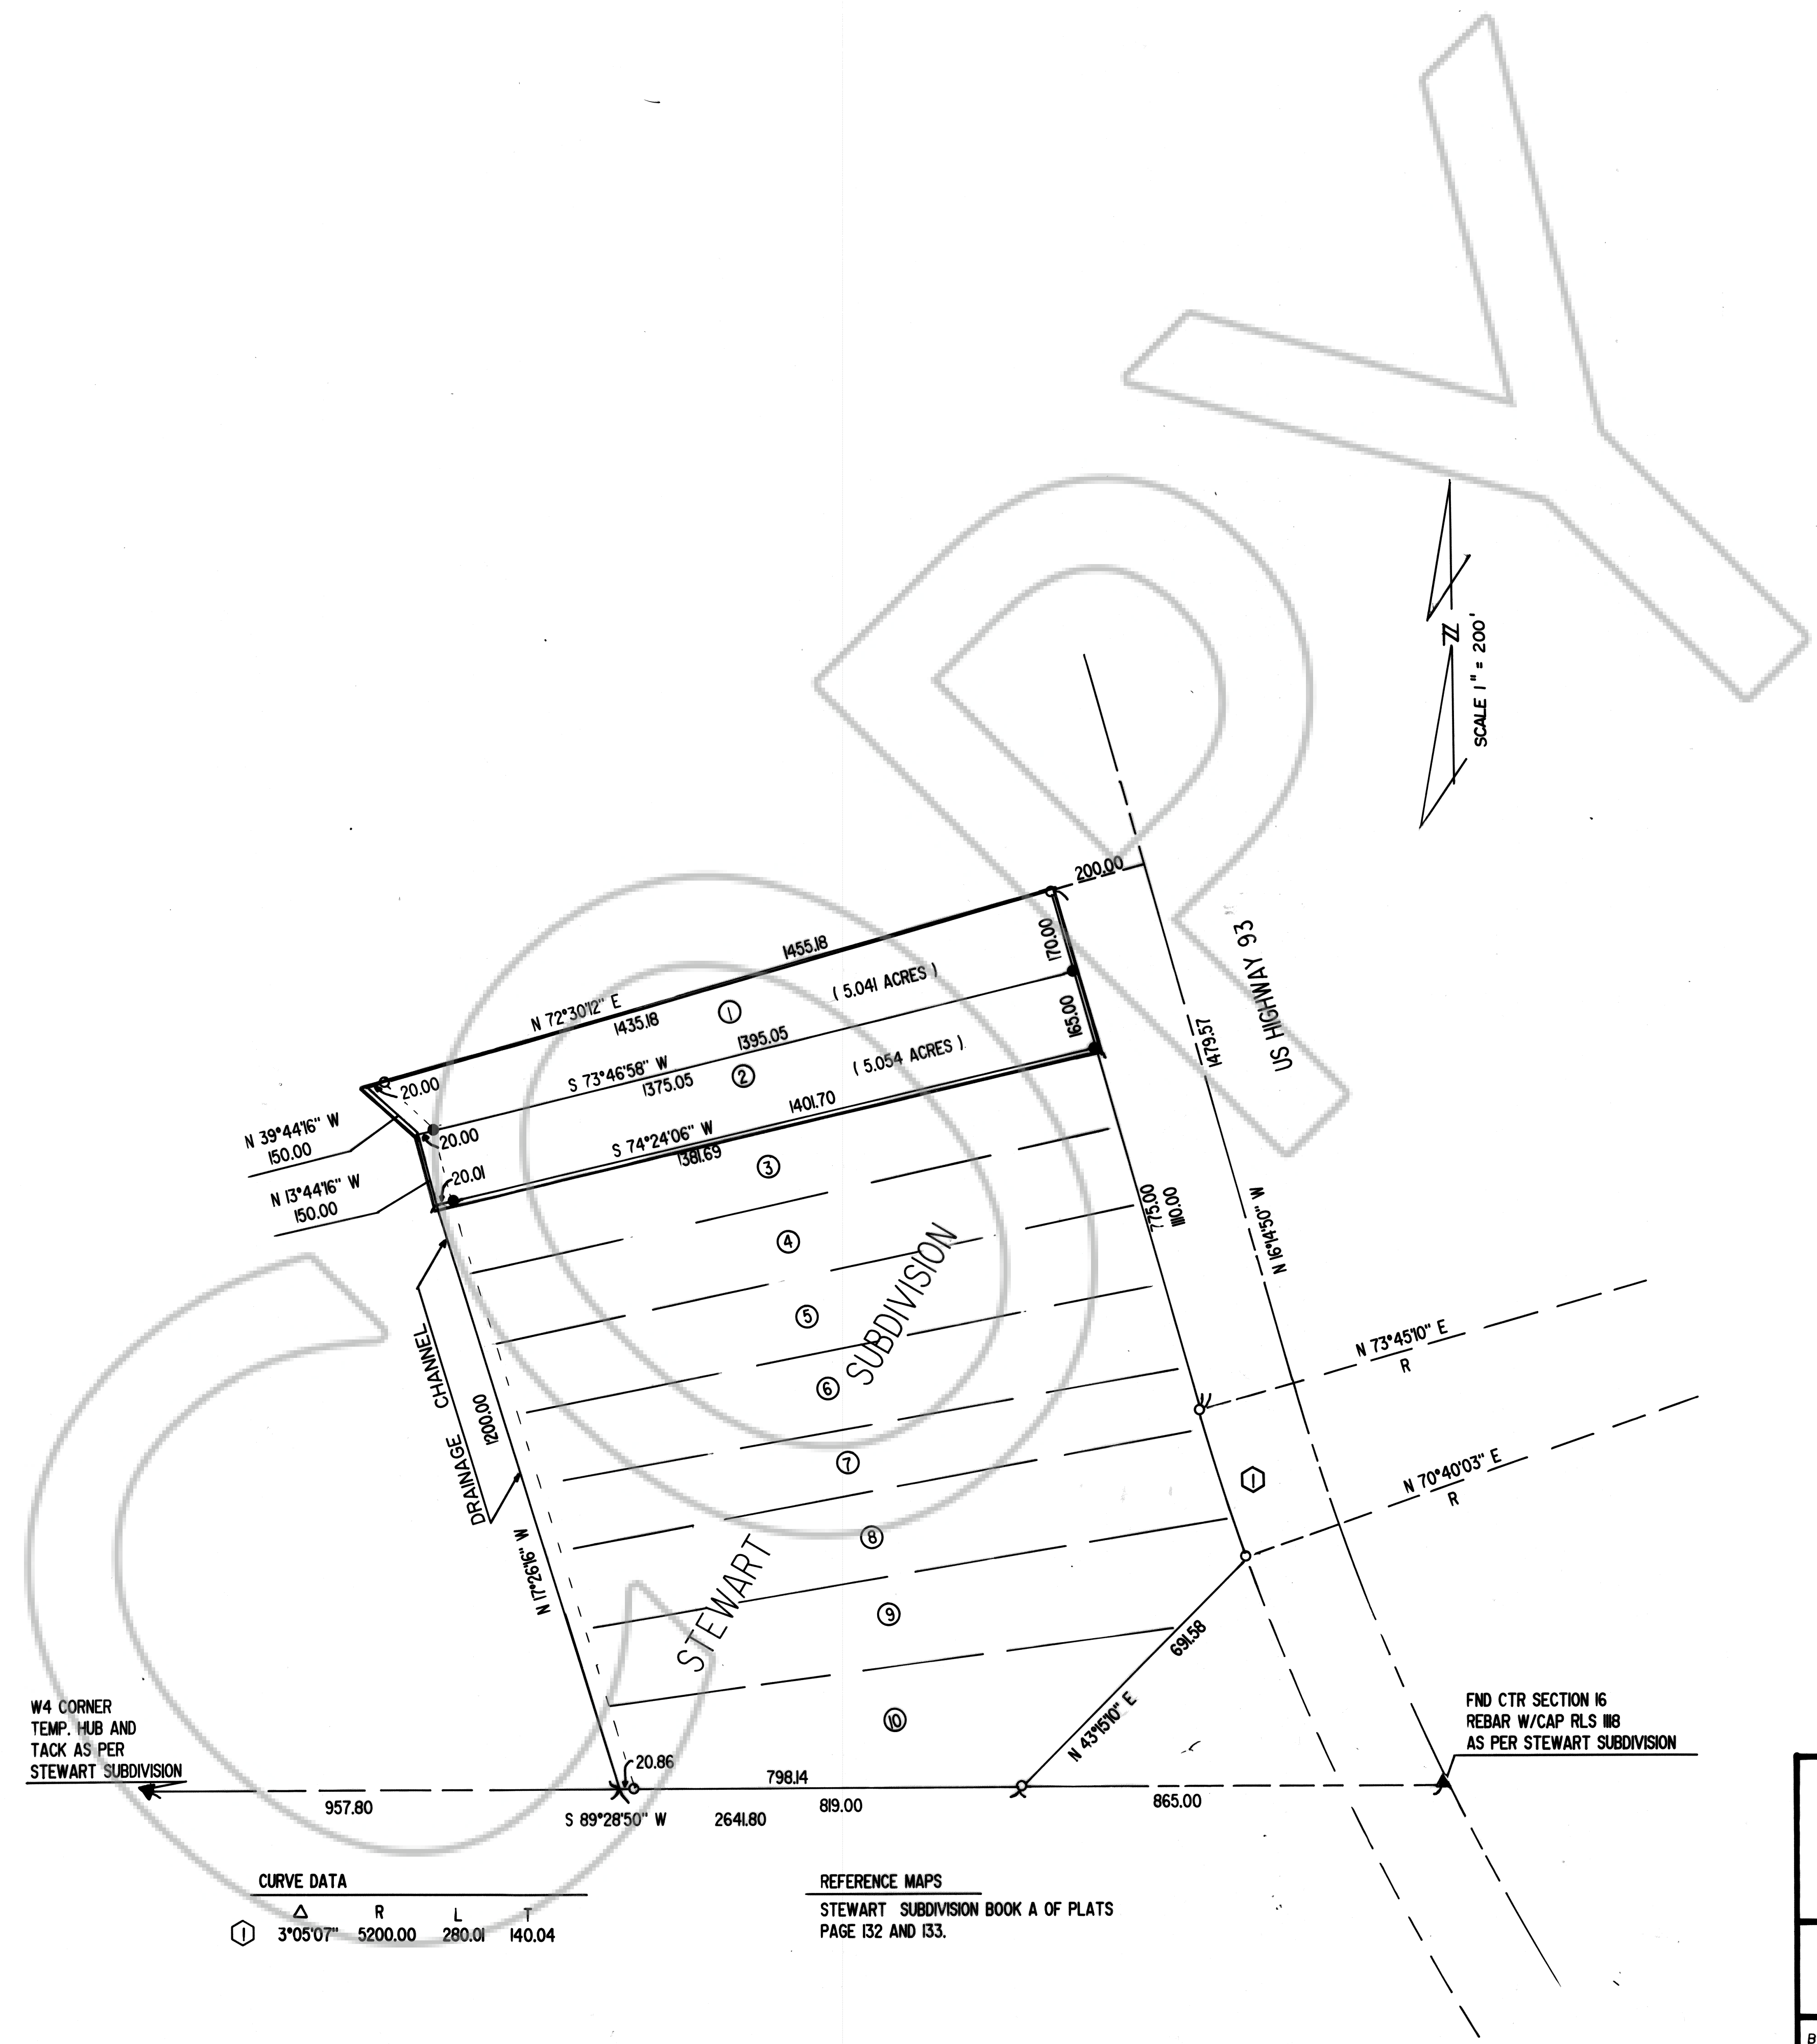 COPY
SCALE 1" = 200'
N
200.00
1455.18
170.00
( 5.041 ACRES )
N 72°30'12" E
1435.18
1
1395.05
165.00
US HIGHWAY 93
1479.57
( 5.054 ACRES )
S 73°46'58" W
1375.05
2
20.00
1401.70
N 39°44'16" W
150.00
20.00
S 74°24'06" W
1381.69
3
20.01
N 13°44'16" W
150.00
775.00
1110.00
N 16°14'50" W
4
SUBDIVISION
5
DRAINAGE CHANNEL
1200.00
6
N 73°45'10" E
R
7
1
N 70°40'03" E
R
8
N 17°26'16" W
STEWART
9
691.58
N 43°15'10" E
10
W4 CORNER
TEMP. HUB AND
TACK AS PER
STEWART SUBDIVISION
FND CTR SECTION 16
REBAR W/CAP RLS 1118
AS PER STEWART SUBDIVISION
20.86
798.14
957.80
819.00
865.00
S 89°28'50" W 2641.80
CURVE DATA
△ R L T
1 3°05'07" 5200.00 280.01 140.04
REFERENCE MAPS
STEWART SUBDIVISION BOOK A OF PLATS
PAGE 132 AND 133.
B